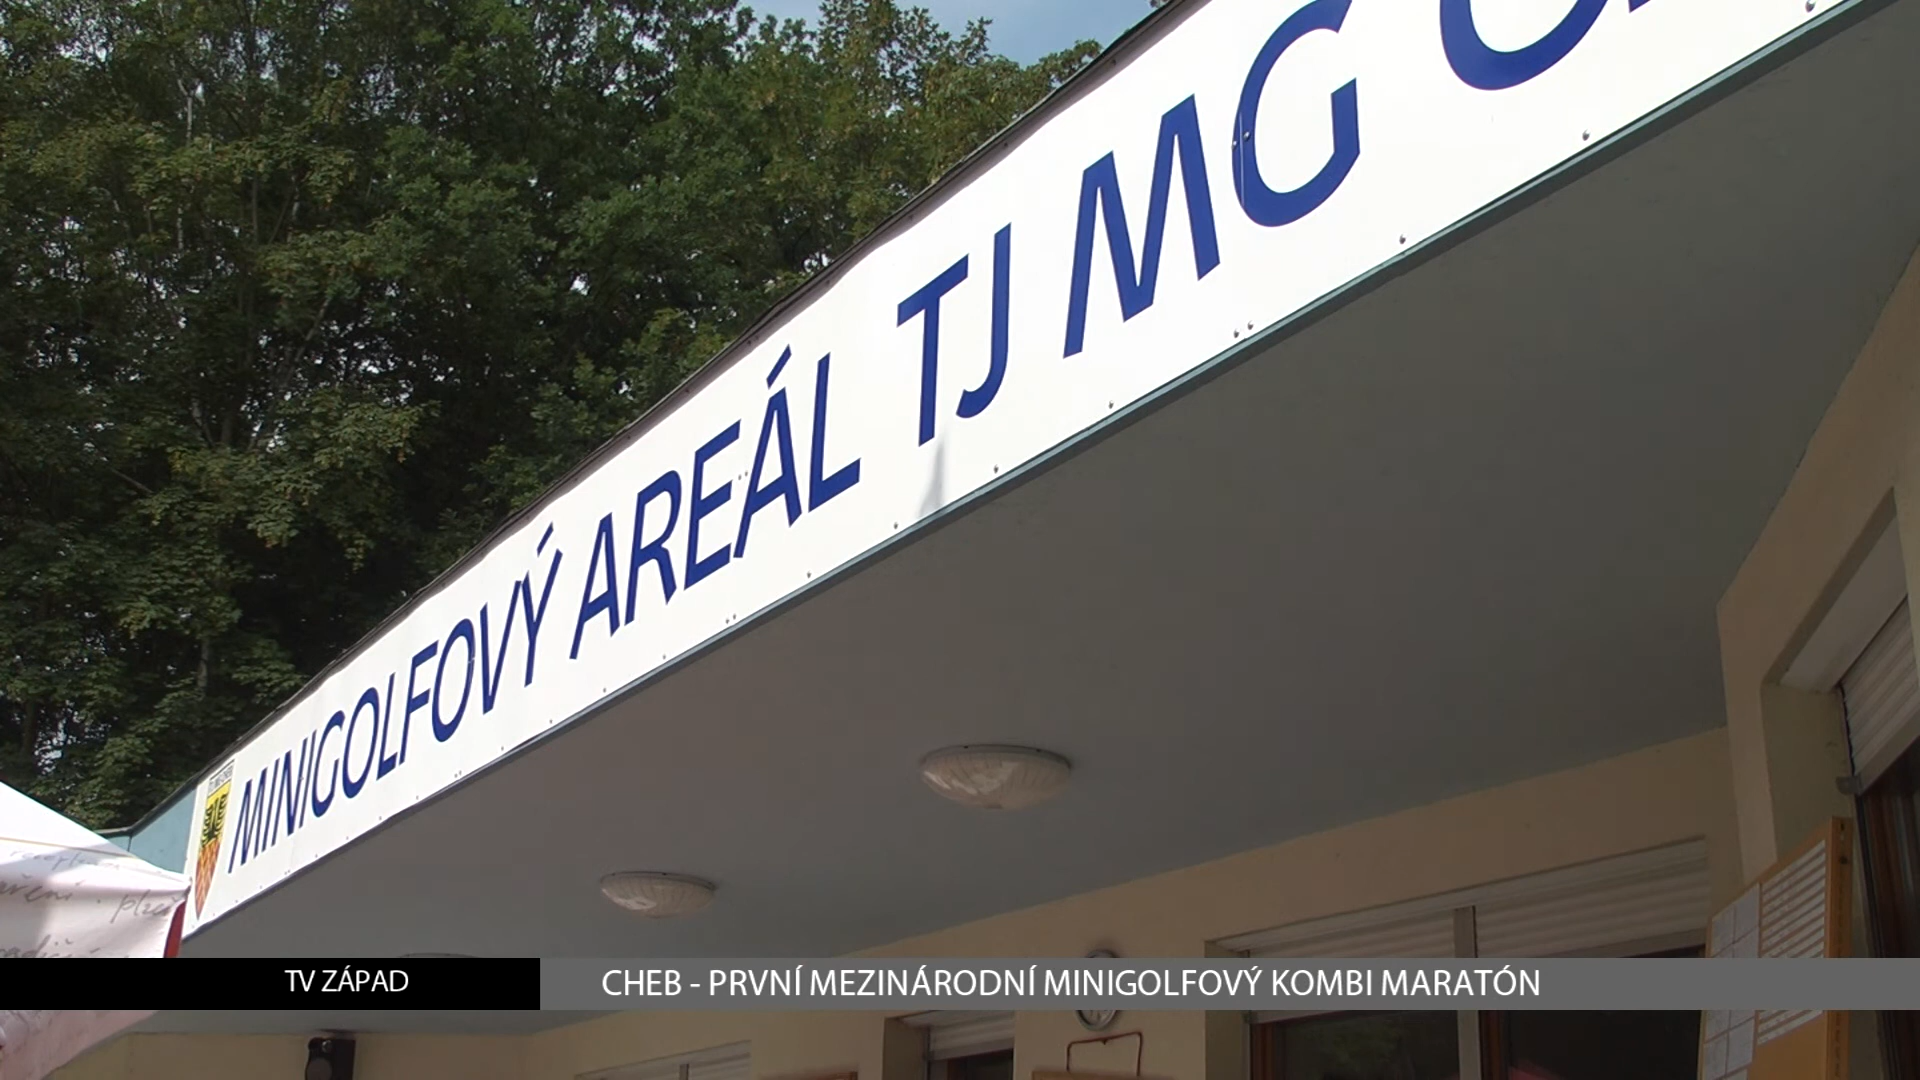 MINIGOLFOVÝ AREÁL TJ MG
TV ZÁPAD
CHEB - PRVNÍ MEZINÁRODNÍ MINIGOLFOVÝ KOMBI MARATÓN